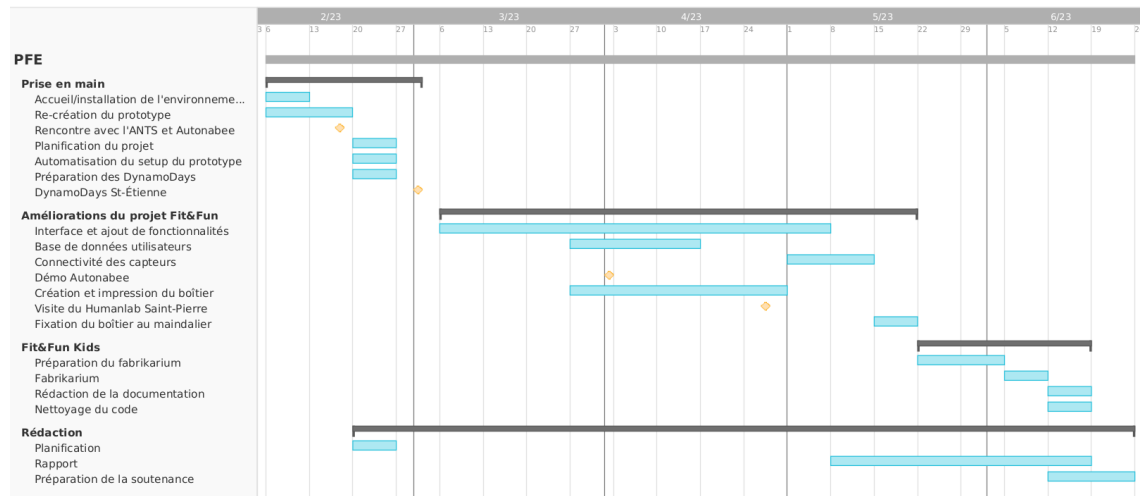 2/23 3/23 4/23 5/23 6/23
3 6 13 20 27 6 13 20 27 3 10 17 24 1 8 15 22 29 5 12 19 2
PFE
Prise en main
Accueil/installation de l'environneme...
Re-création du prototype
Rencontre avec l'ANTS et Autonabee
Planification du projet
Automatisation du setup du prototype
Préparation des DynamoDays
DynamoDays St-Étienne
Améliorations du projet Fit&Fun
Interface et ajout de fonctionnalités
Base de données utilisateurs
Connectivité des capteurs
Démo Autonabee
Création et impression du boîtier
Visite du Humanlab Saint-Pierre
Fixation du boîtier au maindalier
Fit&Fun Kids
Préparation du fabrikarium
Fabrikarium
Rédaction de la documentation
Nettoyage du code
Rédaction
Planification
Rapport
Préparation de la soutenance